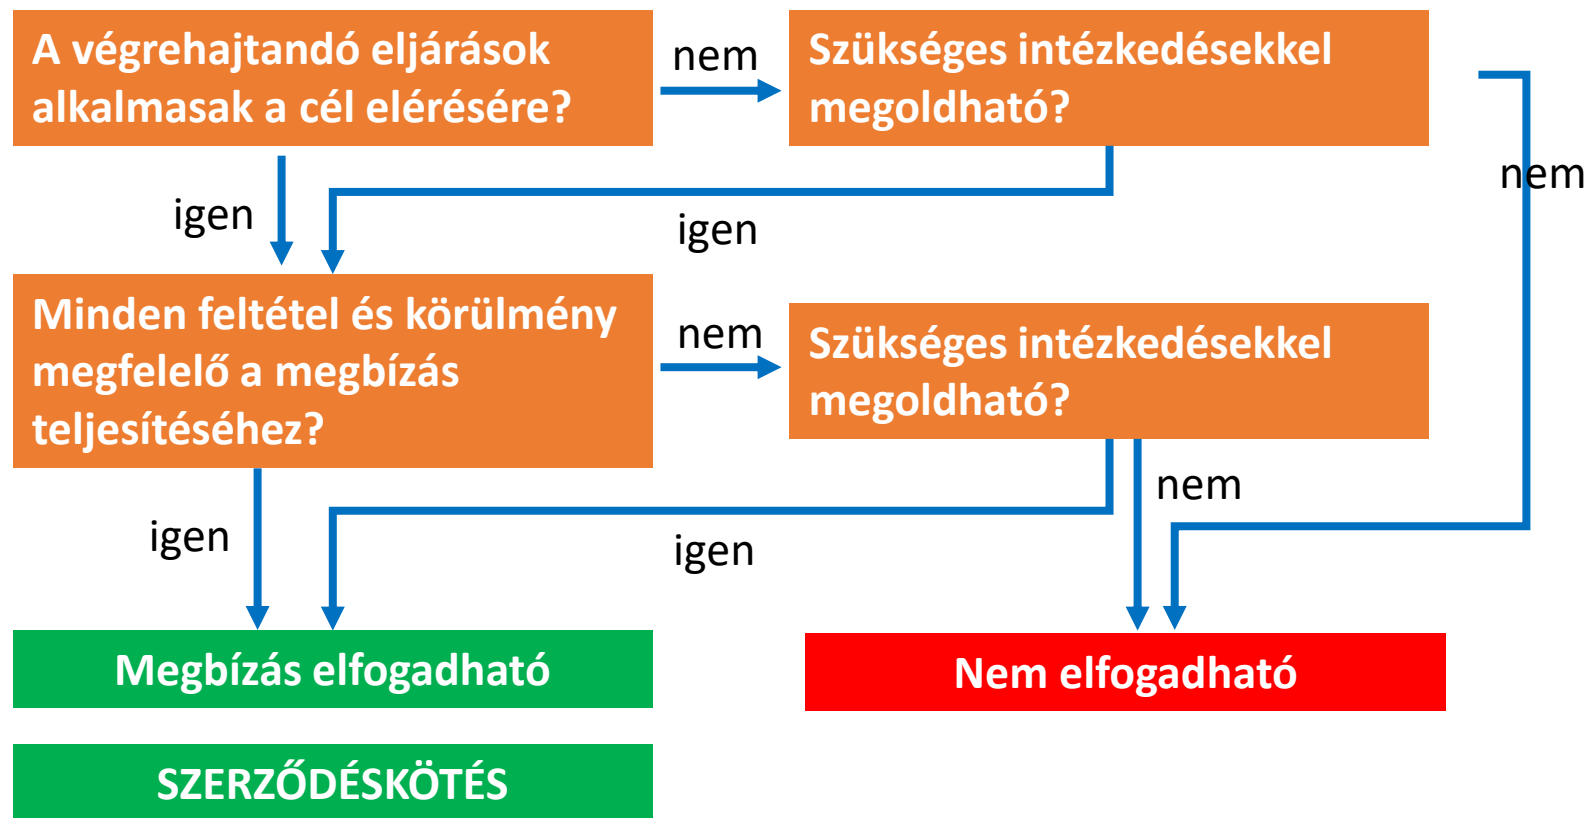 A végrehajtandó eljárások
alkalmasak a cél elérésére?
nem
Szükséges intézkedésekkel
megoldható?
nem
igen
igen
Minden feltétel és körülmény
megfelelő a megbízás
teljesítéséhez?
nem
Szükséges intézkedésekkel
megoldható?
nem
igen
igen
Megbízás elfogadható
Nem elfogadható
SZERZŐDÉSKÖTÉS